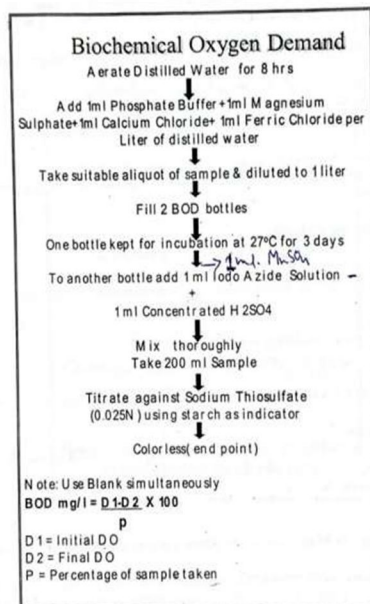 Biochemical Oxygen Demand
Aerate Distilled Water for 8 hrs
Add 1ml Phosphate Buffer+1ml Magnesium
Sulphate+1ml Calcium Chloride+ 1ml Ferric Chloride per
Liter of distilled water
Take suitable aliquot of sample & diluted to 1 liter
Fill 2 BOD bottles
One bottle kept for incubation at 27ºC for 3 days
→ 1ml. MnSO4
To another bottle add 1 ml Iodo Azide Solution -
+
1 ml Concentrated H2SO4
Mix thoroughly
Take 200 ml Sample
Titrate against Sodium Thiosulfate
(0.025N) using starch as indicator
Colorless( end point)
Note: Use Blank simultaneously
BOD mg/l = D1-D2 X 100
p
D1 = Initial DO
D2 = Final DO
P = Percentage of sample taken